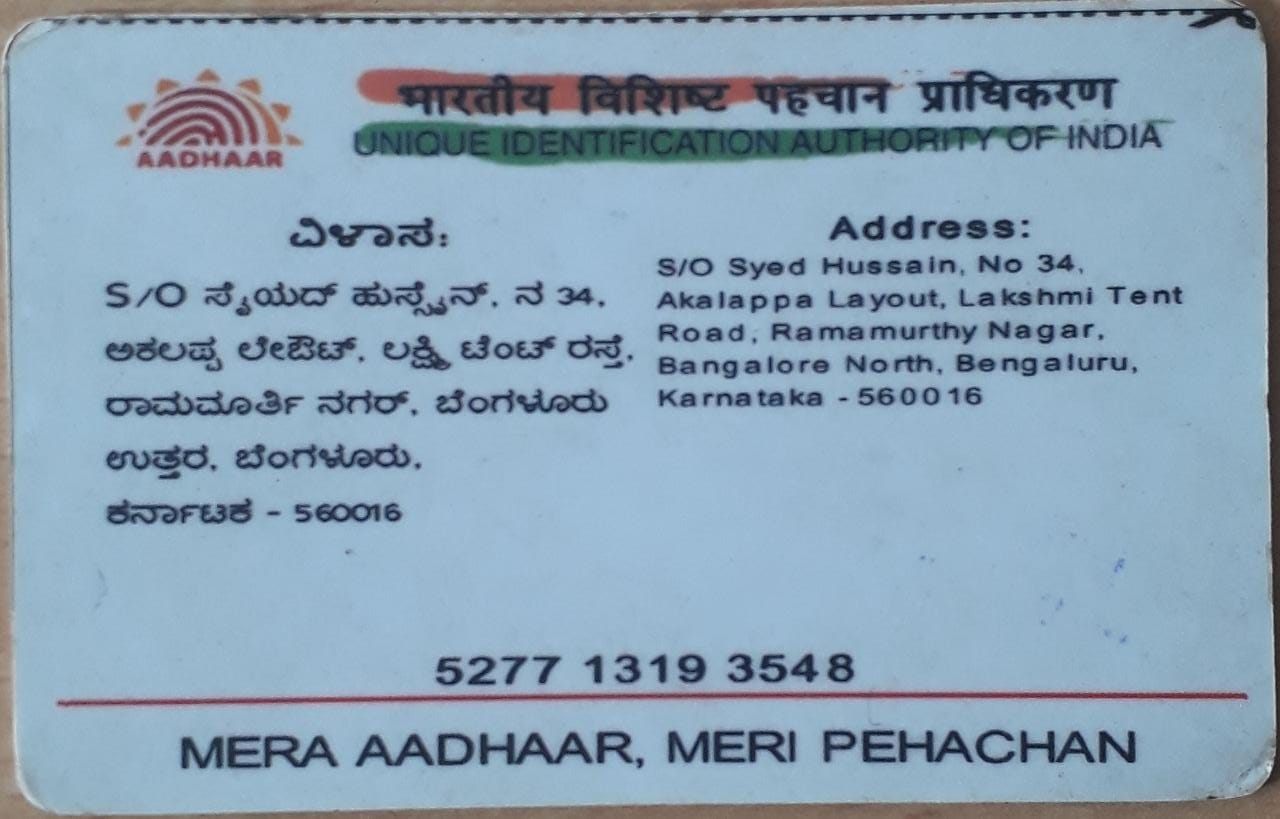 भारतीय विशिष्ट पहचान प्राधिकरण
UNIQUE IDENTIFICATION AUTHORITY OF INDIA
AADHAAR
ವಿಳಾಸ:
S/O ಸೈಯದ್ ಹುಸ್ಸೈನ್, ನ 34,
ಅಕಲಪ್ಪ ಲೇಔಟ್, ಲಕ್ಷ್ಮಿ ಟೆಂಟ್ ರಸ್ತೆ,
ರಾಮಮೂರ್ತಿ ನಗರ್, ಬೆಂಗಳೂರು
ಉತ್ತರ, ಬೆಂಗಳೂರು,
ಕರ್ನಾಟಕ - 560016
Address:
S/O Syed Hussain, No 34,
Akalappa Layout, Lakshmi Tent
Road, Ramamurthy Nagar,
Bangalore North, Bengaluru,
Karnataka - 560016
5277 1319 3548
MERA AADHAAR, MERI PEHACHAN